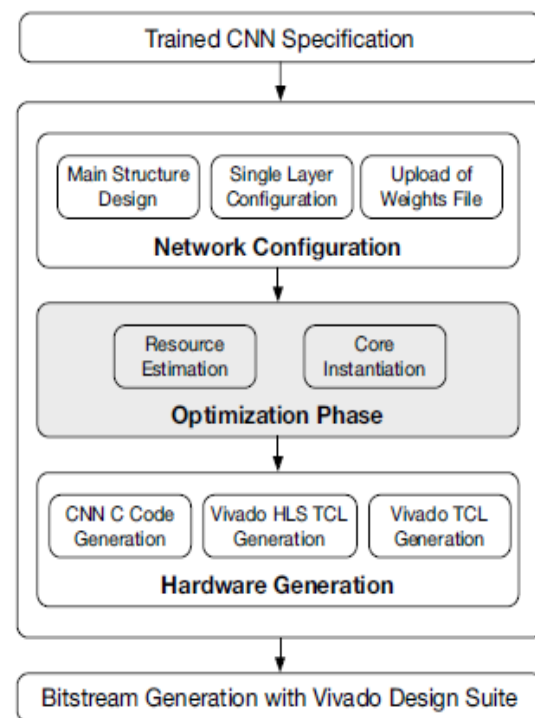 Trained CNN Specification
Main Structure Design
Single Layer Configuration
Upload of Weights File
Network Configuration
Resource Estimation
Core Instantiation
Optimization Phase
CNN C Code Generation
Vivado HLS TCL Generation
Vivado TCL Generation
Hardware Generation
Bitstream Generation with Vivado Design Suite